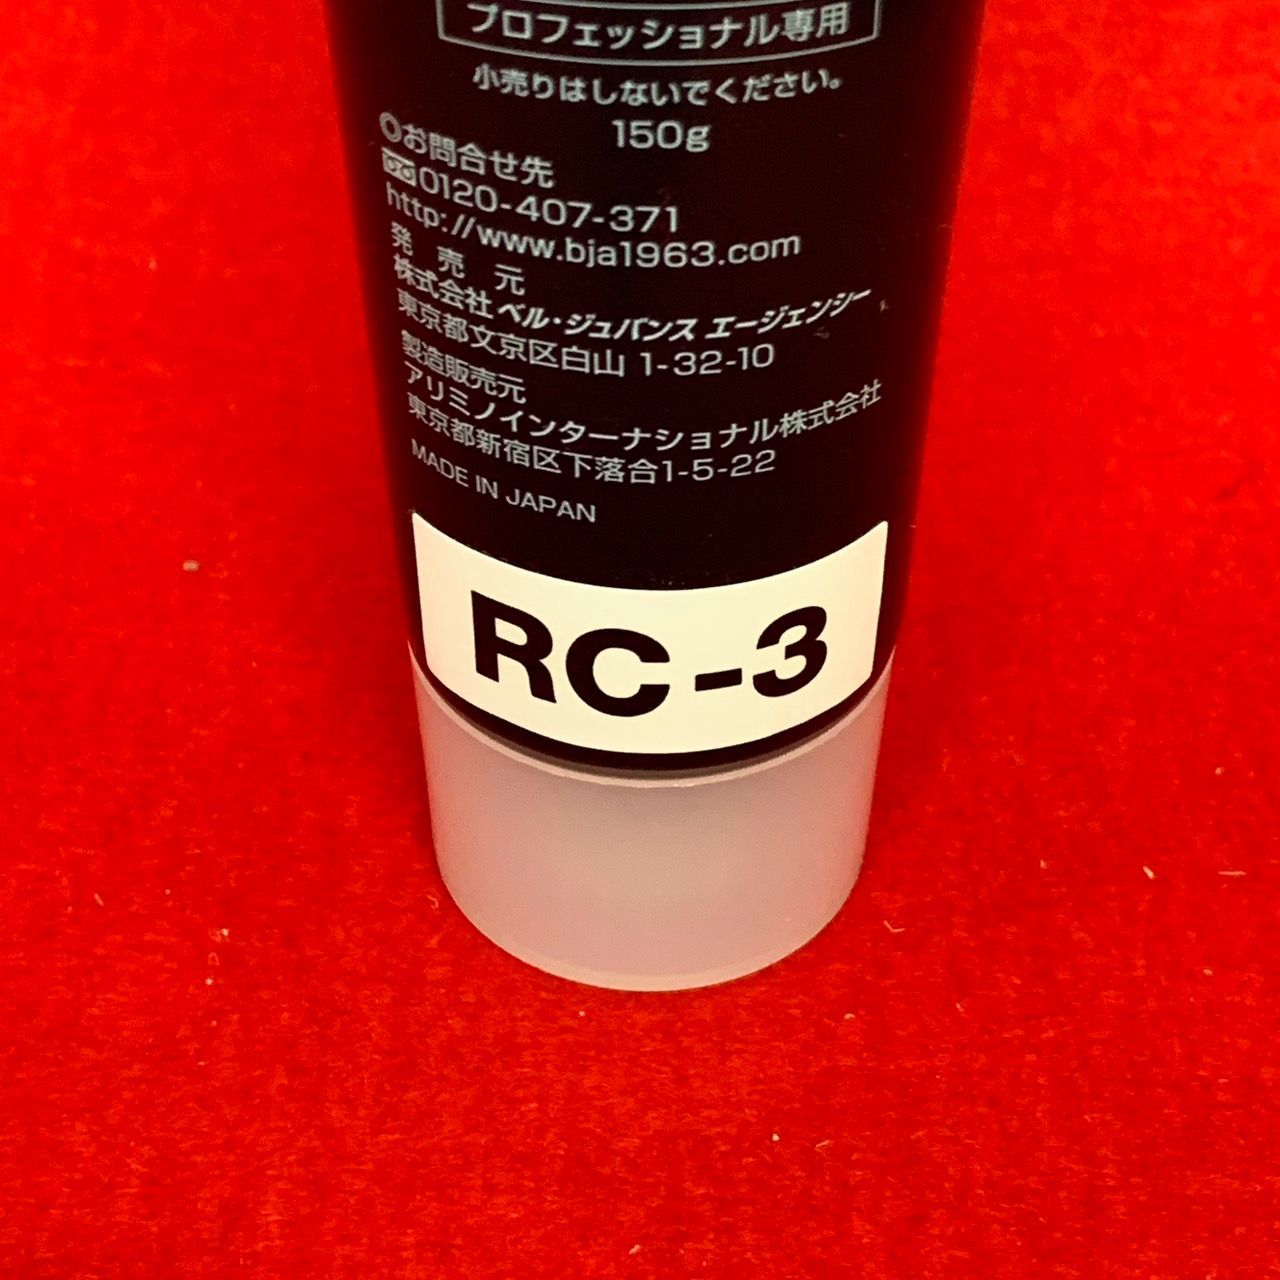 プロフェッショナル専用
小売りはしないでください。
150g
◎お問合せ先
0120-407-371
http://www.bja1963.com
発 売 元
株式会社ベル・ジュバンス エージェンシー
東京都文京区白山 1-32-10
製造販売元
アリミノインターナショナル株式会社
東京都新宿区下落合1-5-22
MADE IN JAPAN
RC-3